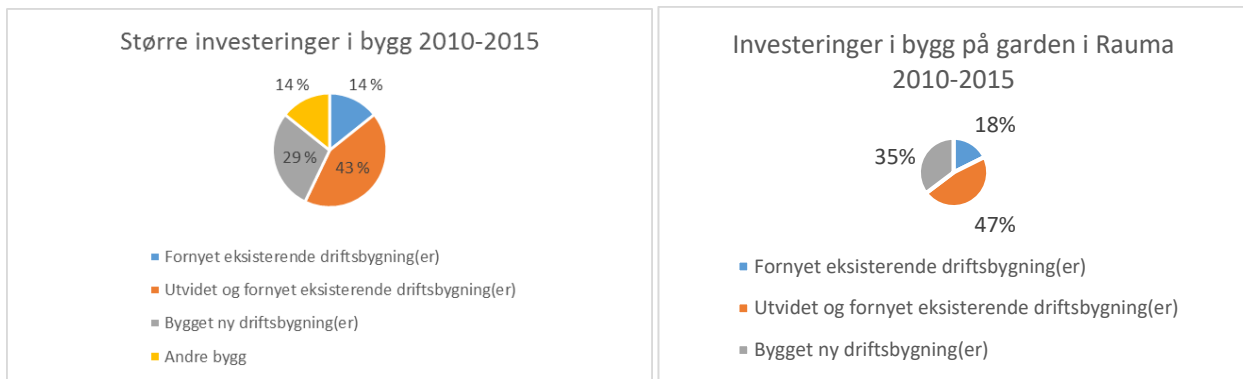 Større investeringer i bygg 2010-2015
14 %
14 %
29 %
43 %
Fornyet eksisterende driftsbygning(er)
Utvidet og fornyet eksisterende driftsbygning(er)
Bygget ny driftsbygning(er)
Andre bygg
Investeringer i bygg på garden i Rauma
2010-2015
18%
35%
47%
Fornyet eksisterende driftsbygning(er)
Utvidet og fornyet eksisterende driftsbygning(er)
Bygget ny driftsbygning(er)